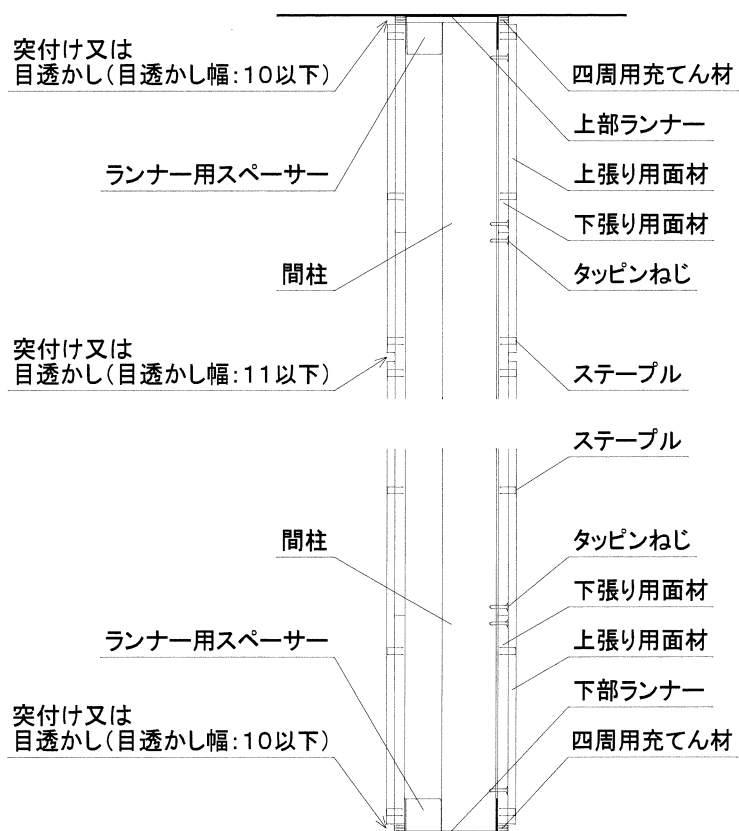 突付け又は
目透かし(目透かし幅:10以下)
四周用充てん材
上部ランナー
ランナー用スペーサー
上張り用面材
下張り用面材
間柱
タッピンねじ
突付け又は
目透かし(目透かし幅:11以下)
ステープル
ステープル
間柱
タッピンねじ
下張り用面材
ランナー用スペーサー
上張り用面材
下部ランナー
突付け又は
目透かし(目透かし幅:10以下)
四周用充てん材